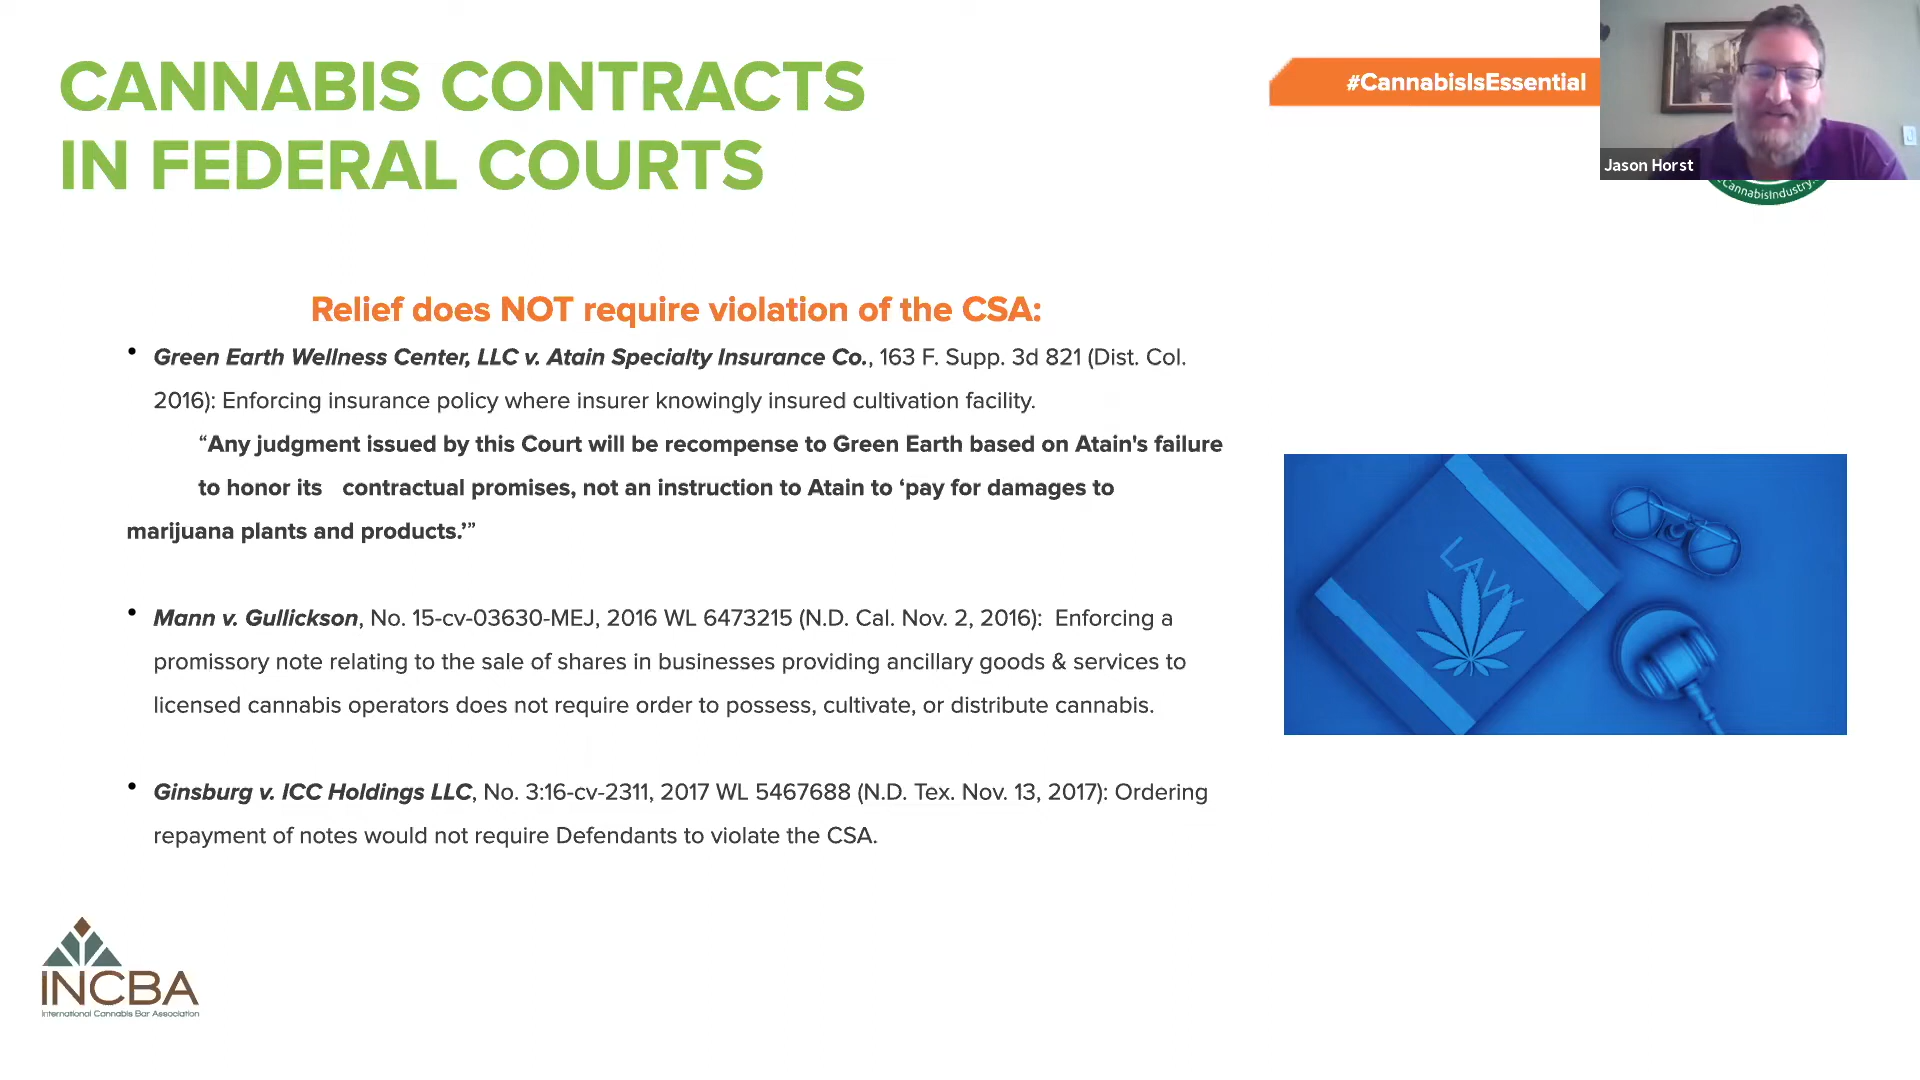 CANNABIS CONTRACTS
IN FEDERAL COURTS
#CannabisIsEssential
Jason Horst
CannabisIndustry.
Relief does NOT require violation of the CSA:
• Green Earth Wellness Center, LLC v. Atain Specialty Insurance Co., 163 F. Supp. 3d 821 (Dist. Col.
2016): Enforcing insurance policy where insurer knowingly insured cultivation facility.
“Any judgment issued by this Court will be recompense to Green Earth based on Atain's failure
to honor its contractual promises, not an instruction to Atain to ‘pay for damages to
marijuana plants and products.’”
• Mann v. Gullickson, No. 15-cv-03630-MEJ, 2016 WL 6473215 (N.D. Cal. Nov. 2, 2016): Enforcing a
promissory note relating to the sale of shares in businesses providing ancillary goods & services to
licensed cannabis operators does not require order to possess, cultivate, or distribute cannabis.
• Ginsburg v. ICC Holdings LLC, No. 3:16-cv-2311, 2017 WL 5467688 (N.D. Tex. Nov. 13, 2017): Ordering
repayment of notes would not require Defendants to violate the CSA.
LAW
INCBA
International Cannabis Bar Association